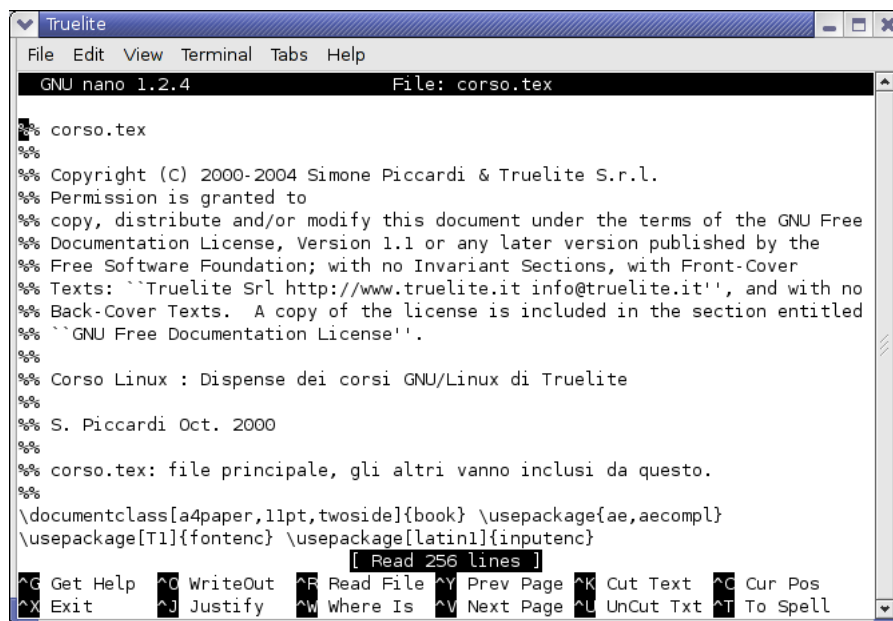 Truelite
File Edit View Terminal Tabs Help
GNU nano 1.2.4 File: corso.tex
%% corso.tex
%%
%% Copyright (C) 2000-2004 Simone Piccardi & Truelite S.r.l.
%% Permission is granted to
%% copy, distribute and/or modify this document under the terms of the GNU Free
%% Documentation License, Version 1.1 or any later version published by the
%% Free Software Foundation; with no Invariant Sections, with Front-Cover
%% Texts: ``Truelite Srl http://www.truelite.it info@truelite.it'', and with no
%% Back-Cover Texts.  A copy of the license is included in the section entitled
%% ``GNU Free Documentation License''.
%%
%% Corso Linux : Dispense dei corsi GNU/Linux di Truelite
%%
%% S. Piccardi Oct. 2000
%%
%% corso.tex: file principale, gli altri vanno inclusi da questo.
%%
\documentclass[a4paper,11pt,twoside]{book} \usepackage{ae,aecompl}
\usepackage[T1]{fontenc} \usepackage[latin1]{inputenc}
[ Read 256 lines ]
^G Get Help ^O WriteOut ^R Read File ^Y Prev Page ^K Cut Text ^C Cur Pos
^X Exit ^J Justify ^W Where Is ^V Next Page ^U UnCut Txt ^T To Spell